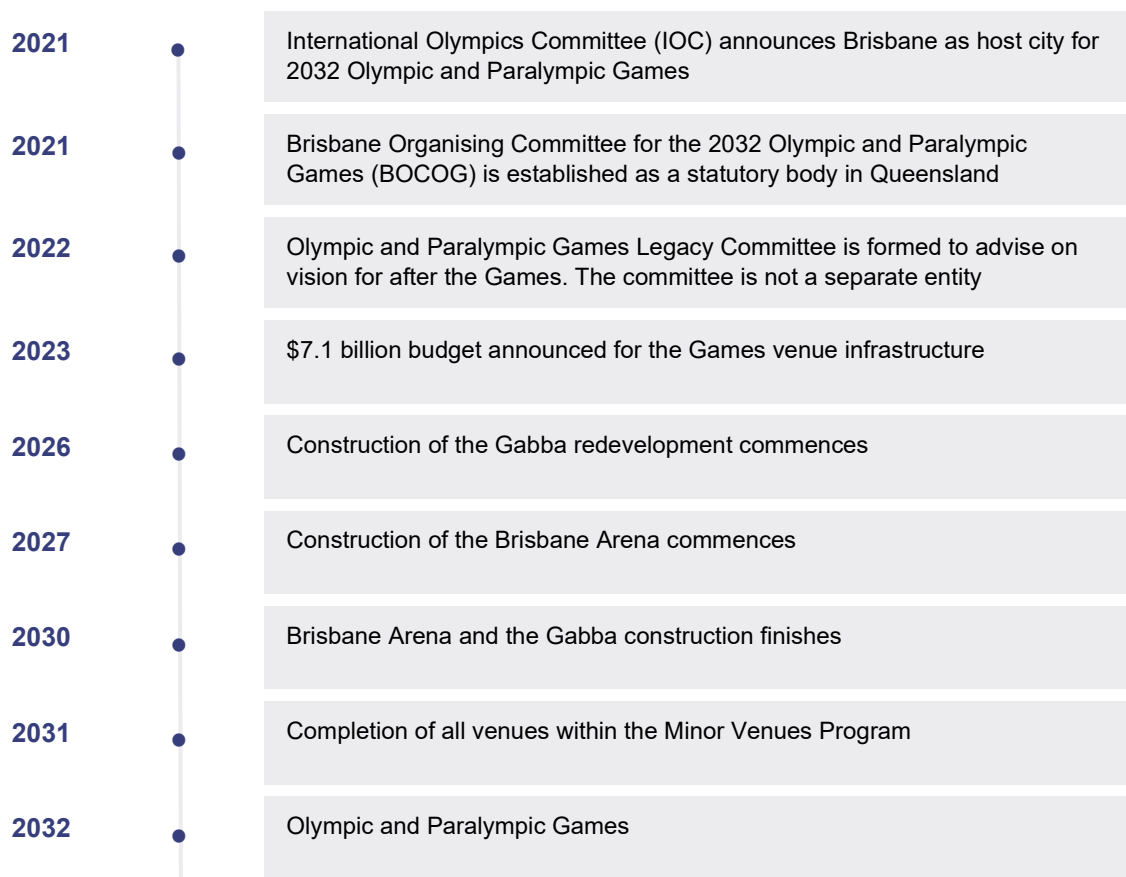 2021
International Olympics Committee (IOC) announces Brisbane as host city for
2032 Olympic and Paralympic Games
2021
Brisbane Organising Committee for the 2032 Olympic and Paralympic
Games (BOCOG) is established as a statutory body in Queensland
2022
Olympic and Paralympic Games Legacy Committee is formed to advise on
vision for after the Games. The committee is not a separate entity
2023
$7.1 billion budget announced for the Games venue infrastructure
2026
Construction of the Gabba redevelopment commences
2027
Construction of the Brisbane Arena commences
2030
Brisbane Arena and the Gabba construction finishes
2031
Completion of all venues within the Minor Venues Program
2032
Olympic and Paralympic Games